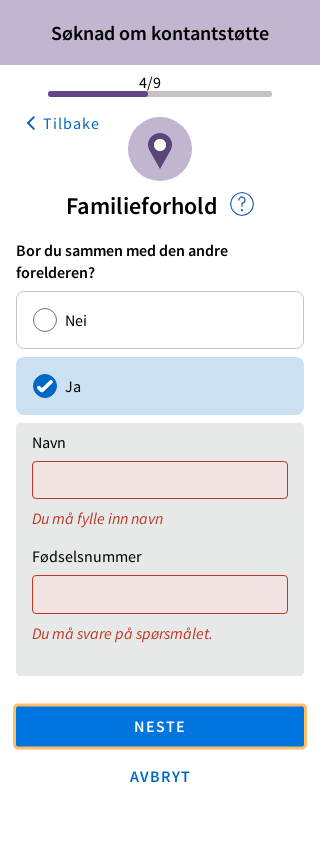 Søknad om kontantstøtte
4/9
Tilbake
Familieforhold ?
Bor du sammen med den andre
forelderen?
Nei
Ja
Navn
Du må fylle inn navn
Fødselsnummer
Du må svare på spørsmålet.
NESTE
AVBRYT